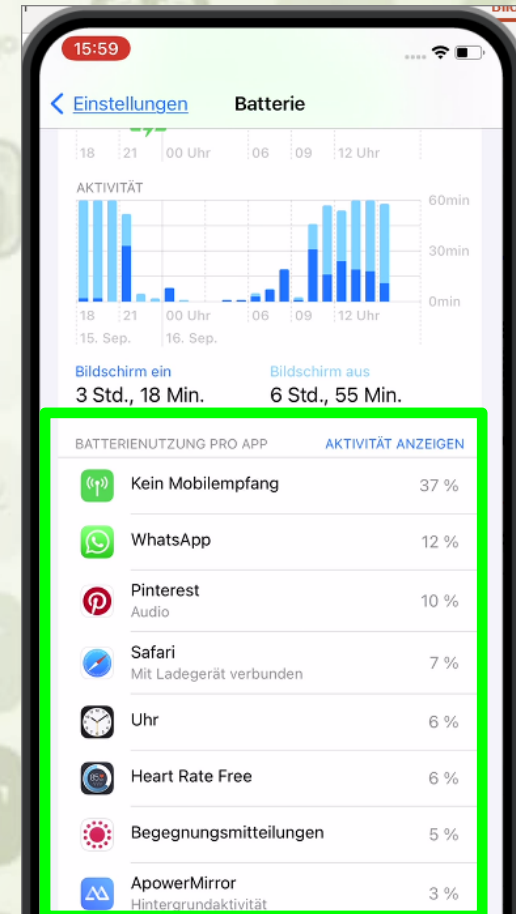 15:59
Einstellungen Batterie
18 21 00 Uhr 06 09 12 Uhr
AKTIVITÄT
60min
30min
0min
18 21 00 Uhr 06 09 12 Uhr
15. Sep. 16. Sep.
Bildschirm ein Bildschirm aus
3 Std., 18 Min. 6 Std., 55 Min.
BATTERIENUTZUNG PRO APP AKTIVITÄT ANZEIGEN
Kein Mobilempfang 37 %
WhatsApp 12 %
Pinterest 10 %
Audio
Safari 7 %
Mit Ladegerät verbunden
Uhr 6 %
Heart Rate Free 6 %
Begegnungsmitteilungen 5 %
ApowerMirror 3 %
Hintergrundaktivität